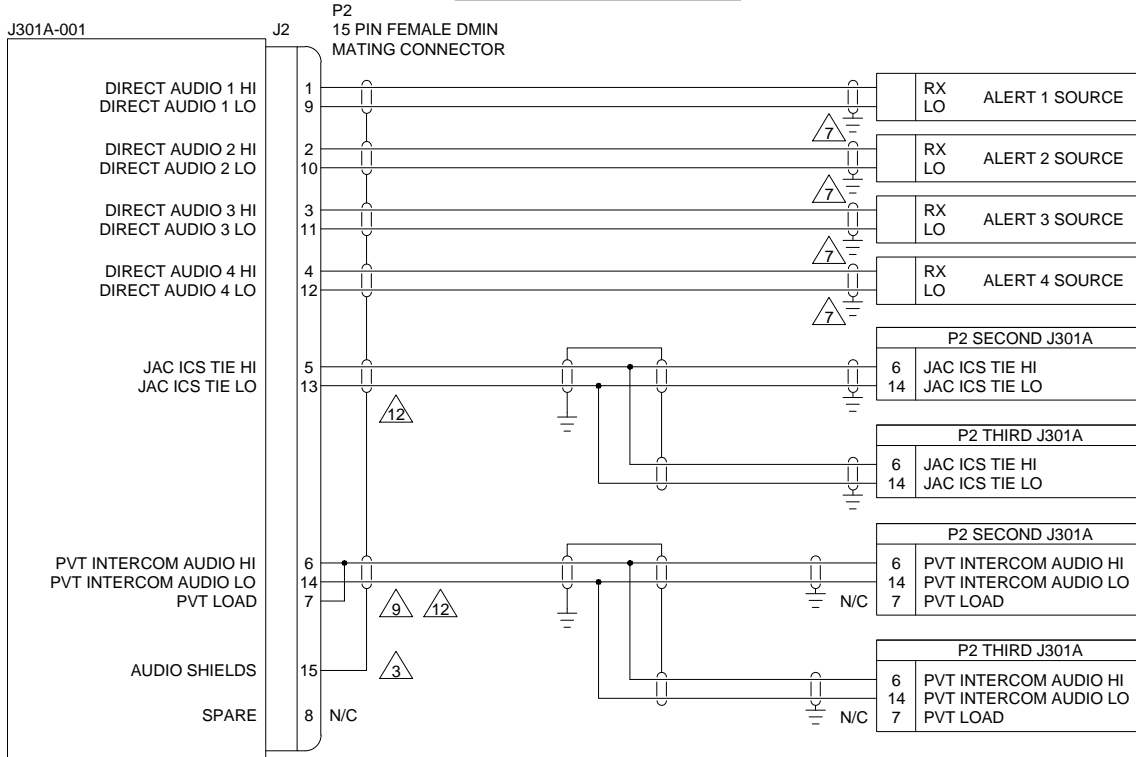 P2
J301A-001 J2 15 PIN FEMALE DMIN
MATING CONNECTOR
DIRECT AUDIO 1 HI 1 RX
DIRECT AUDIO 1 LO 9 LO ALERT 1 SOURCE
7
DIRECT AUDIO 2 HI 2 RX
DIRECT AUDIO 2 LO 10 LO ALERT 2 SOURCE
7
DIRECT AUDIO 3 HI 3 RX
DIRECT AUDIO 3 LO 11 LO ALERT 3 SOURCE
7
DIRECT AUDIO 4 HI 4 RX
DIRECT AUDIO 4 LO 12 LO ALERT 4 SOURCE
7
P2 SECOND J301A
JAC ICS TIE HI 5 6 JAC ICS TIE HI
JAC ICS TIE LO 13 14 JAC ICS TIE LO
12
P2 THIRD J301A
6 JAC ICS TIE HI
14 JAC ICS TIE LO
P2 SECOND J301A
PVT INTERCOM AUDIO HI 6 6 PVT INTERCOM AUDIO HI
PVT INTERCOM AUDIO LO 14 14 PVT INTERCOM AUDIO LO
PVT LOAD 7 9 12 N/C 7 PVT LOAD
P2 THIRD J301A
AUDIO SHIELDS 15 3 6 PVT INTERCOM AUDIO HI
14 PVT INTERCOM AUDIO LO
SPARE 8 N/C N/C 7 PVT LOAD